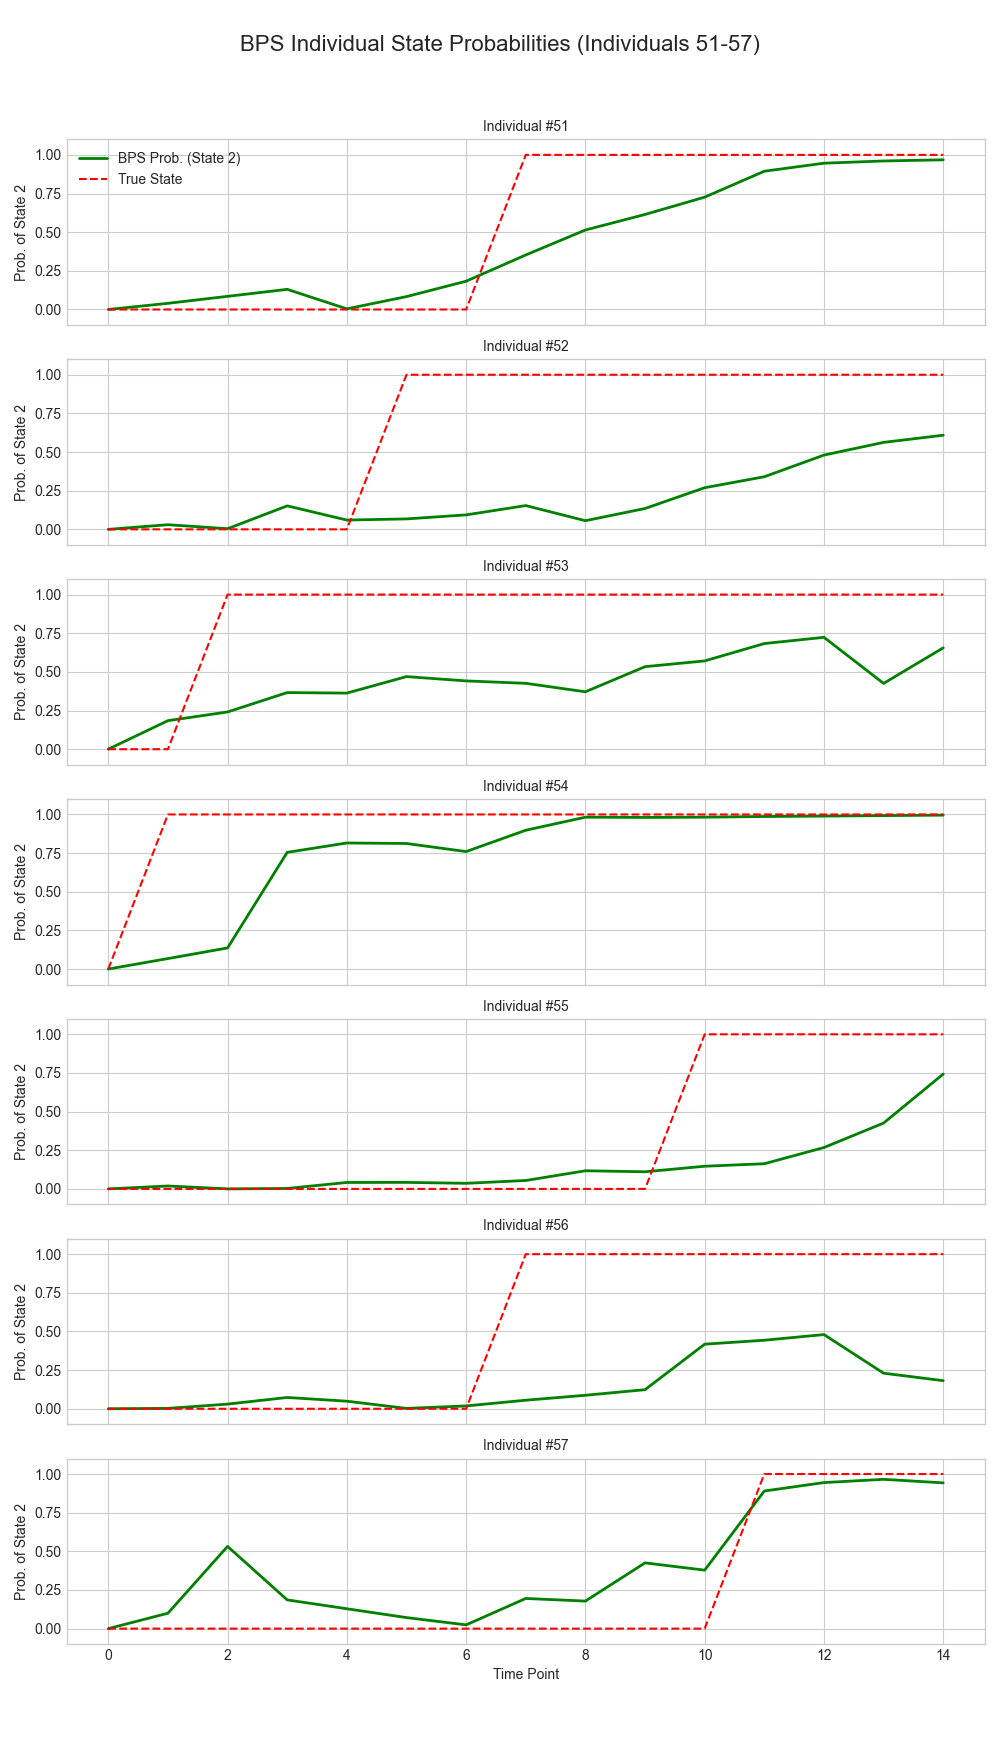 BPS Individual State Probabilities (Individuals 51-57)
Individual #51
1.00
0.75
0.50
0.25
0.00
Prob. of State 2
BPS Prob. (State 2)
True State
Individual #52
1.00
0.75
0.50
0.25
0.00
Prob. of State 2
Individual #53
1.00
0.75
0.50
0.25
0.00
Prob. of State 2
Individual #54
1.00
0.75
0.50
0.25
0.00
Prob. of State 2
Individual #55
1.00
0.75
0.50
0.25
0.00
Prob. of State 2
Individual #56
1.00
0.75
0.50
0.25
0.00
Prob. of State 2
Individual #57
1.00
0.75
0.50
0.25
0.00
Prob. of State 2
0 2 4 6 8 10 12 14
Time Point